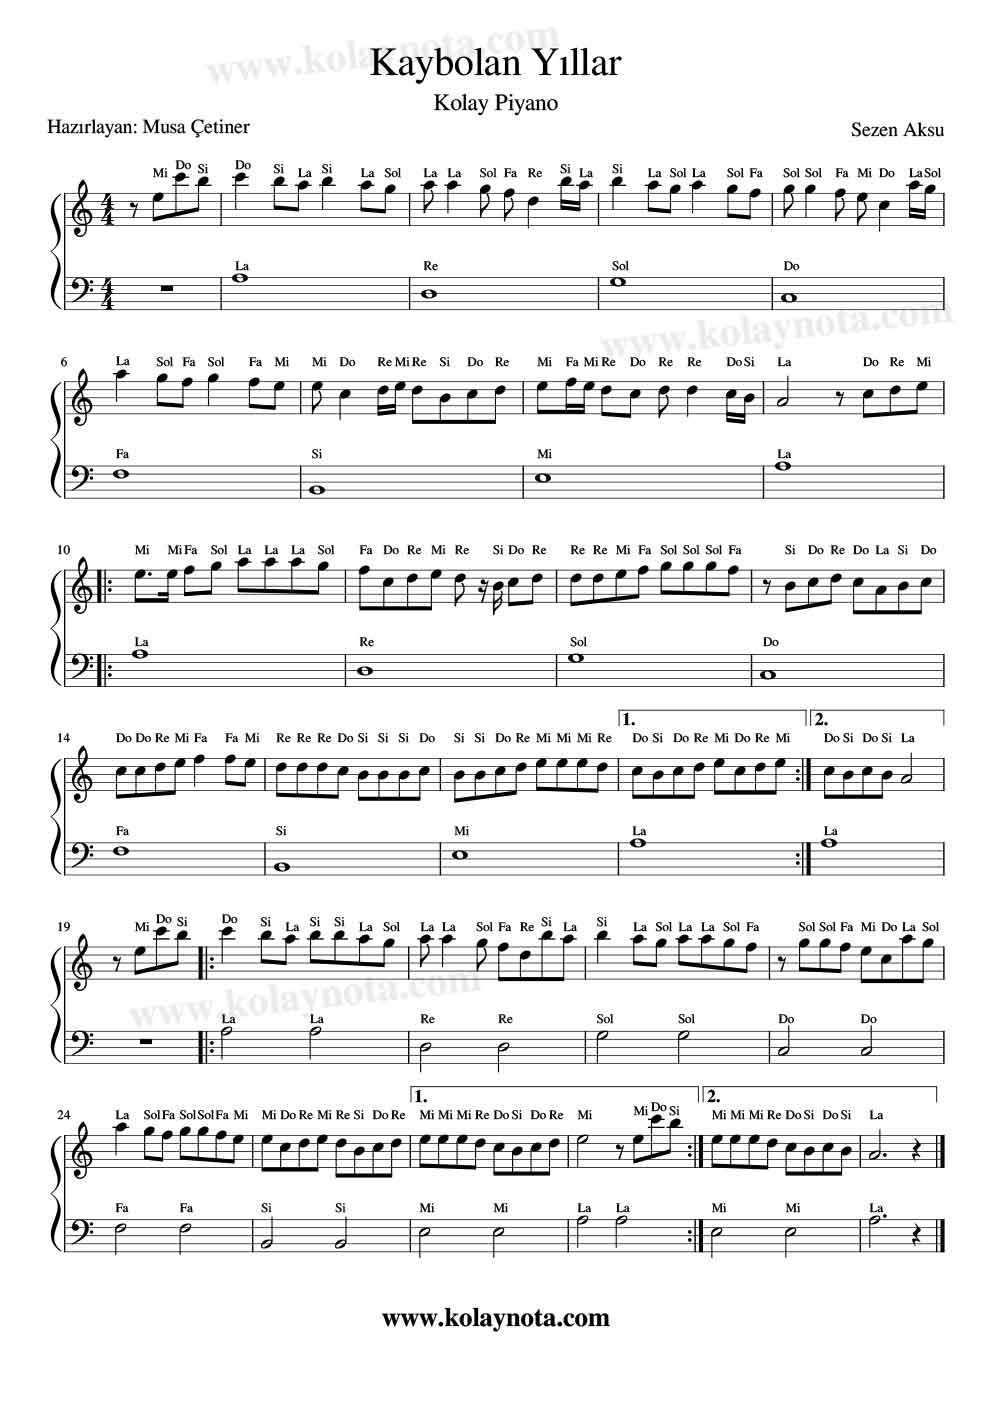 www.kolaynota.com
Kaybolan Yıllar
Kolay Piyano
Hazırlayan: Musa Çetiner
Sezen Aksu
Mi Do Si Do Si La Si La Sol La La Sol Fa Re Si La Si La Sol La Sol Fa Sol Sol Fa Mi Do La Sol
4 4
La Re Sol Do
4 4
www.kolaynota.com
6 La Sol Fa Sol Fa Mi Mi Do Re Mi Re Si Do Re Mi Fa Mi Re Do Re Re Do Si La Do Re Mi
Fa Si Mi La
10 Mi Mi Fa Sol La La La Sol Fa Do Re Mi Re Si Do Re Re Re Mi Fa Sol Sol Sol Fa Si Do Re Do La Si Do
La Re Sol Do
1. 2.
14 Do Do Re Mi Fa Fa Mi Re Re Re Do Si Si Si Do Si Si Do Re Mi Mi Mi Re Do Si Do Re Mi Do Re Mi Do Si Do Si La
Fa Si Mi La La
19 Mi Do Si Do Si La Si Si La Sol La La Sol Fa Re Si La Si La Sol La La Sol Fa Sol Sol Fa Mi Do La Sol
www.kolaynota.com
La La Re Re Sol Sol Do Do
1. 2.
24 La Sol Fa Sol Sol Fa Mi Mi Do Re Mi Re Si Do Re Mi Mi Mi Re Do Si Do Re Mi Mi Do Si Mi Mi Mi Re Do Si Do Si La
Fa Fa Si Si Mi Mi La La Mi Mi La
www.kolaynota.com